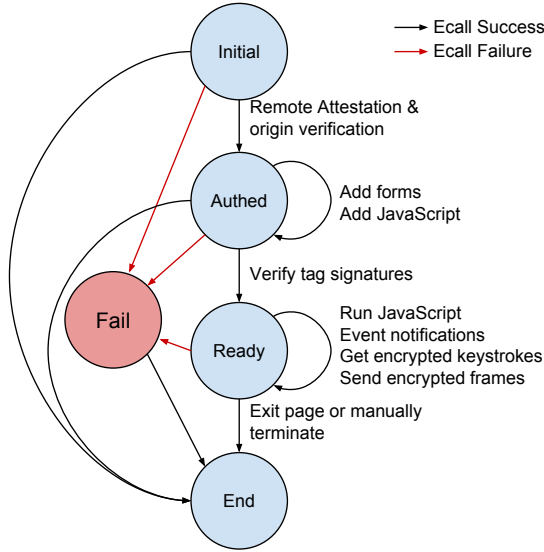 Initial
Ecall Success
Ecall Failure
Remote Attestation &
origin verification
Authed
Add forms
Add JavaScript
Verify tag signatures
Fail
Ready
Run JavaScript
Event notifications
Get encrypted keystrokes
Send encrypted frames
Exit page or manually
terminate
End